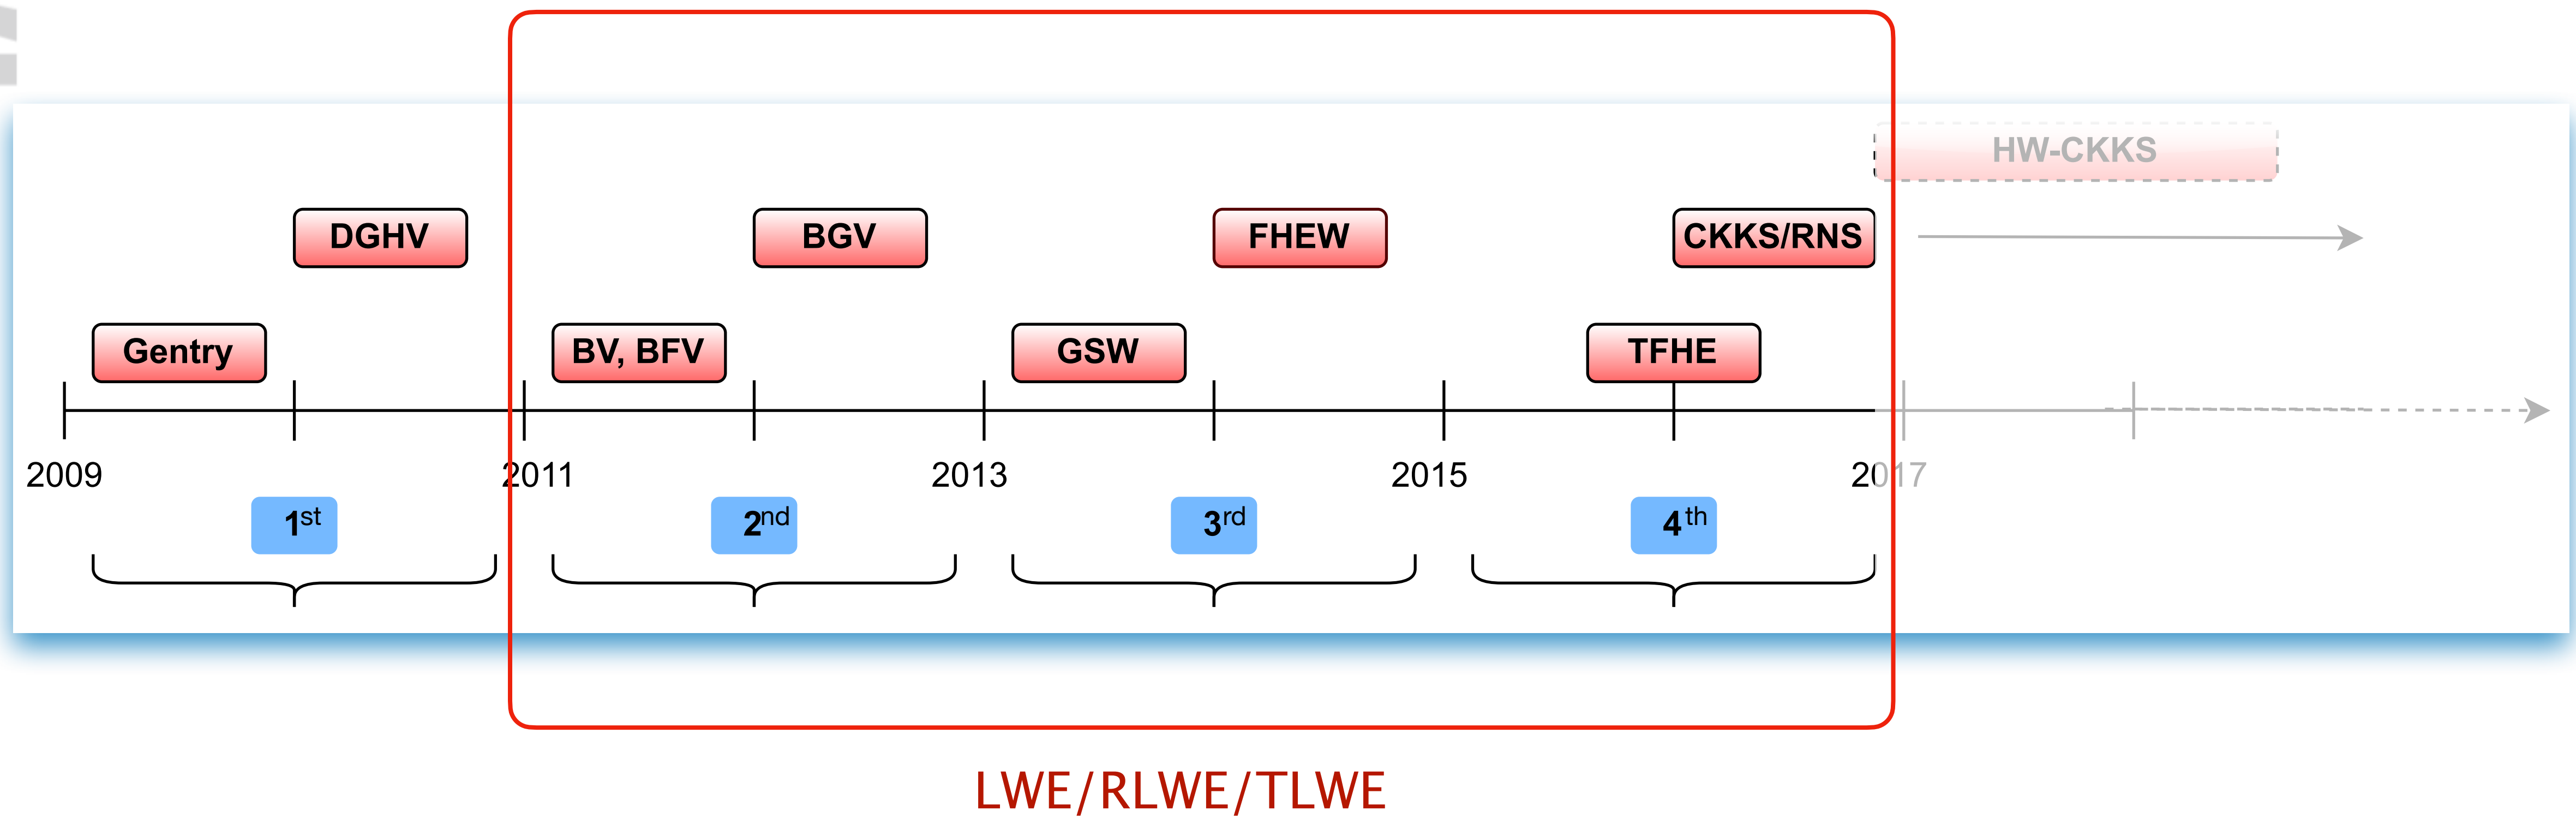 HW-CKKS
DGHV
BGV
FHEW
CKKS/RNS
Gentry
BV, BFV
GSW
TFHE
2009
2011
2013
2015
2017
1st
2nd
3rd
4th
LWE/RLWE/TLWE